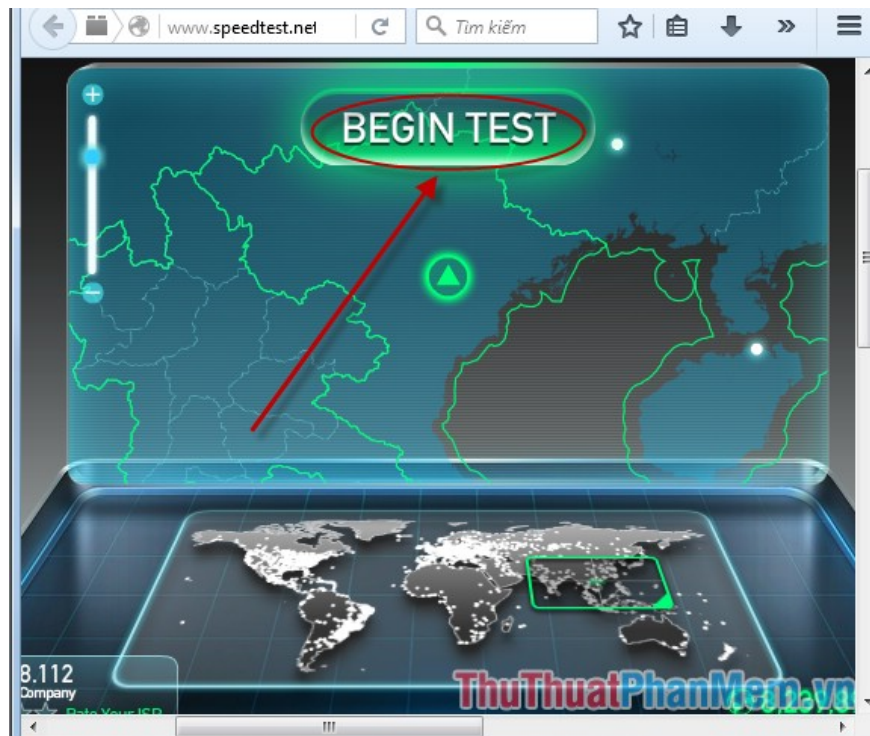 www.speedtest.net
Tìm kiếm
BEGIN TEST
8.112
Company
Rate Your ISP
ThuThuatPhanMem.vn